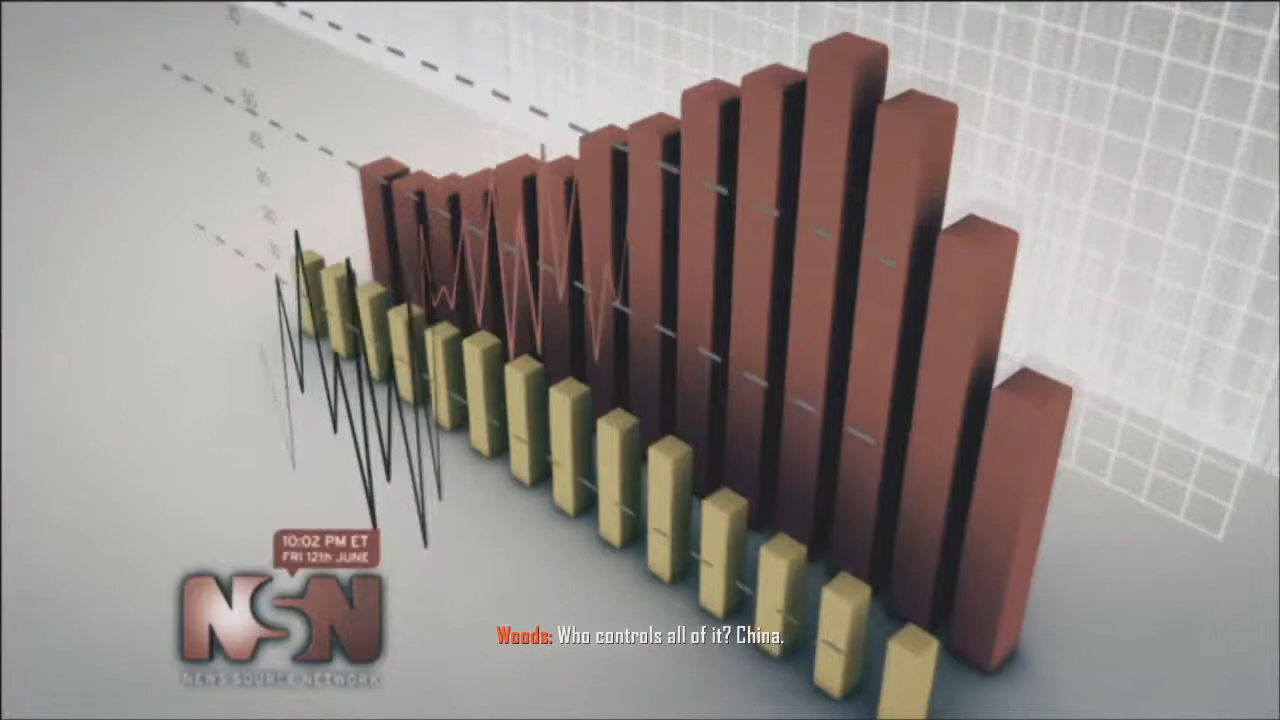 10:02 PM ET
FRI 12th JUNE
NSN
NEWS SOURCE NETWORK
Woods: Who controls all of it? China.